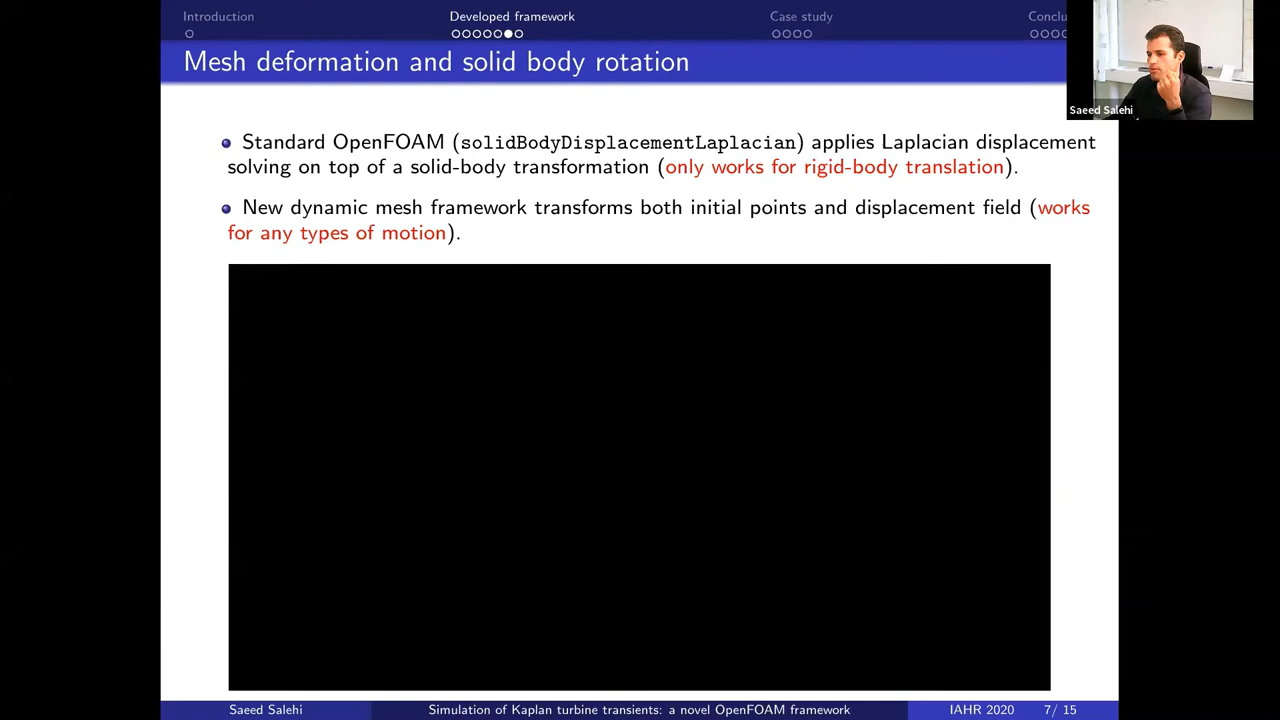 Introduction
Developed framework
Case study
Conclu
Mesh deformation and solid body rotation
Saeed Salehi
Standard OpenFOAM (solidBodyDisplacementLaplacian) applies Laplacian displacement
solving on top of a solid-body transformation (only works for rigid-body translation).
New dynamic mesh framework transforms both initial points and displacement field (works
for any types of motion).
Saeed Salehi
Simulation of Kaplan turbine transients: a novel OpenFOAM framework
IAHR 2020
7/ 15